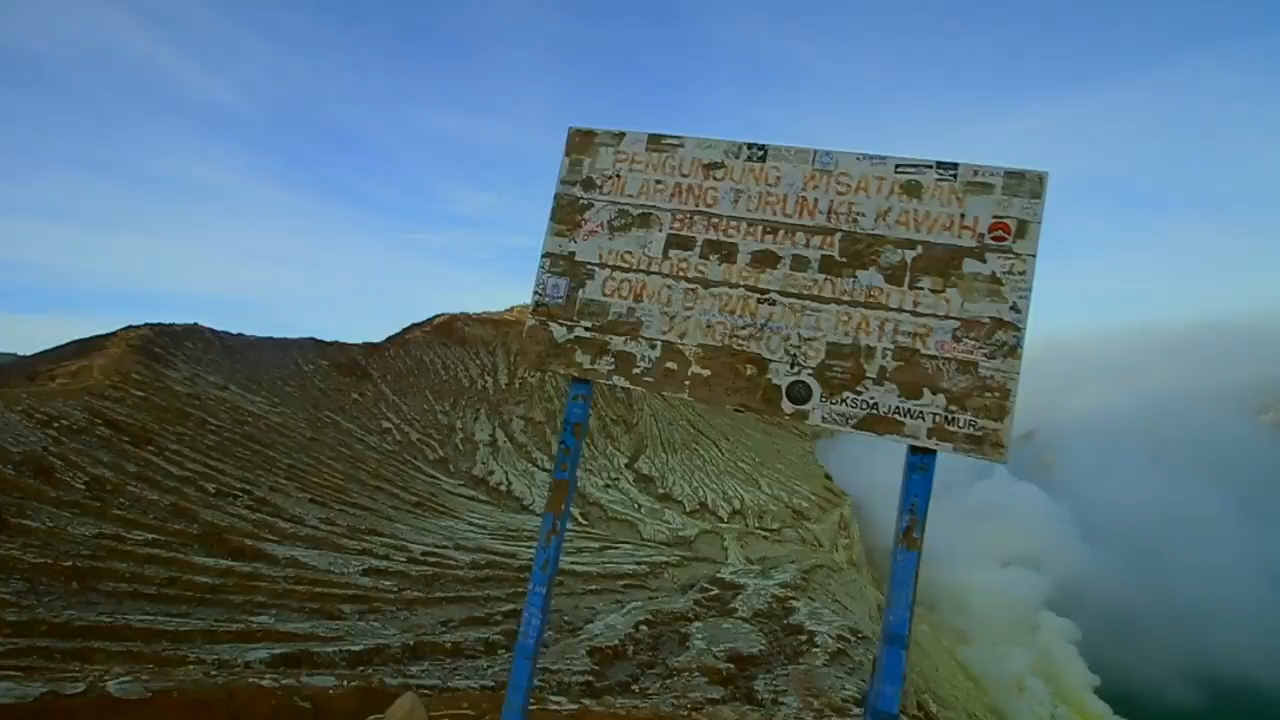 PENGUNJUNG WISATAWAN
DILARANG TURUN KE KAWAH
BERBAHAYA
VISITORS ARE PROHIBITED
GOING DOWN THE CRATER
DANGEROUS
BBKSDA JAWA TIMUR